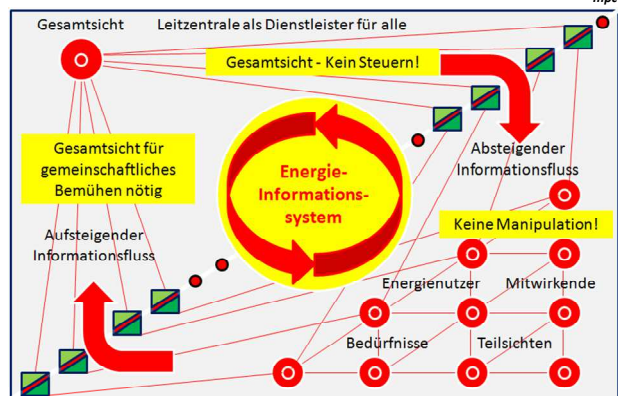 Gesamtsicht
Leitzentrale als Dienstleister für alle
Gesamtsicht - Kein Steuern!
Gesamtsicht für
gemeinschaftliches
Bemühen nötig
Energie-
Informations-
system
Absteigender
Informationsfluss
Aufsteigender
Informationsfluss
Keine Manipulation!
Energienutzer
Mitwirkende
Bedürfnisse
Teilsichten